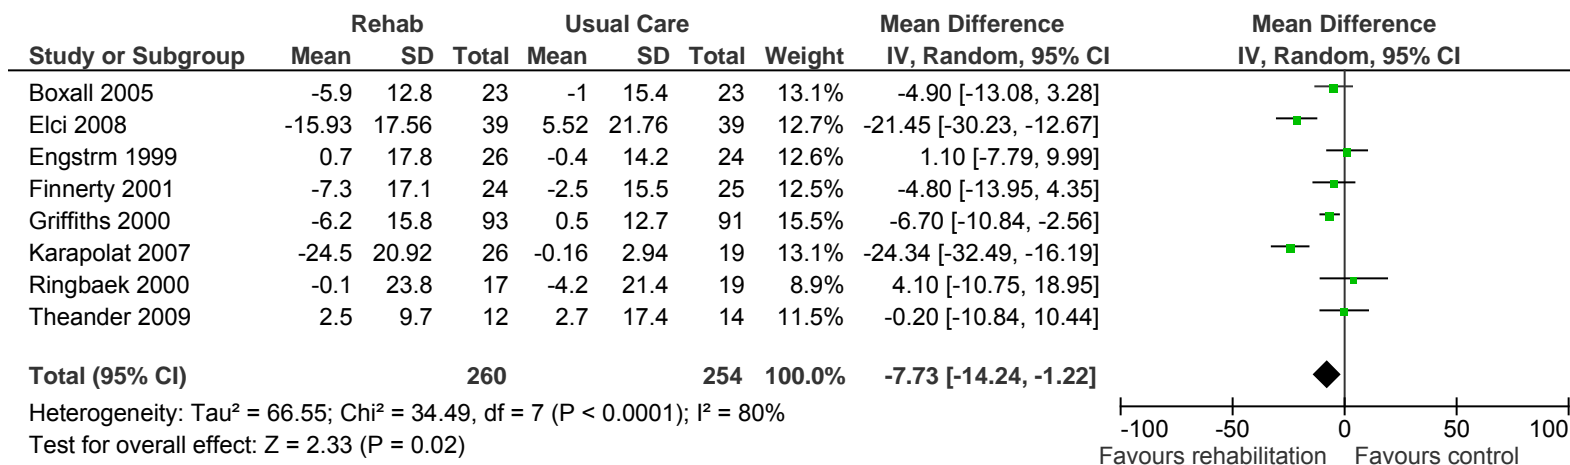 Rehab Usual Care Mean Difference Mean Difference
Study or Subgroup Mean SD Total Mean SD Total Weight IV, Random, 95% CI IV, Random, 95% CI
Boxall 2005 -5.9 12.8 23 -1 15.4 23 13.1% -4.90 [-13.08, 3.28]
Elci 2008 -15.93 17.56 39 5.52 21.76 39 12.7% -21.45 [-30.23, -12.67]
Engstrm 1999 0.7 17.8 26 -0.4 14.2 24 12.6% 1.10 [-7.79, 9.99]
Finnerty 2001 -7.3 17.1 24 -2.5 15.5 25 12.5% -4.80 [-13.95, 4.35]
Griffiths 2000 -6.2 15.8 93 0.5 12.7 91 15.5% -6.70 [-10.84, -2.56]
Karapolat 2007 -24.5 20.92 26 -0.16 2.94 19 13.1% -24.34 [-32.49, -16.19]
Ringbaek 2000 -0.1 23.8 17 -4.2 21.4 19 8.9% 4.10 [-10.75, 18.95]
Theander 2009 2.5 9.7 12 2.7 17.4 14 11.5% -0.20 [-10.84, 10.44]
Total (95% CI) 260 254 100.0% -7.73 [-14.24, -1.22]
Heterogeneity: Tau² = 66.55; Chi² = 34.49, df = 7 (P < 0.0001); I² = 80%
Test for overall effect: Z = 2.33 (P = 0.02)
-100 -50 0 50 100
Favours rehabilitation Favours control